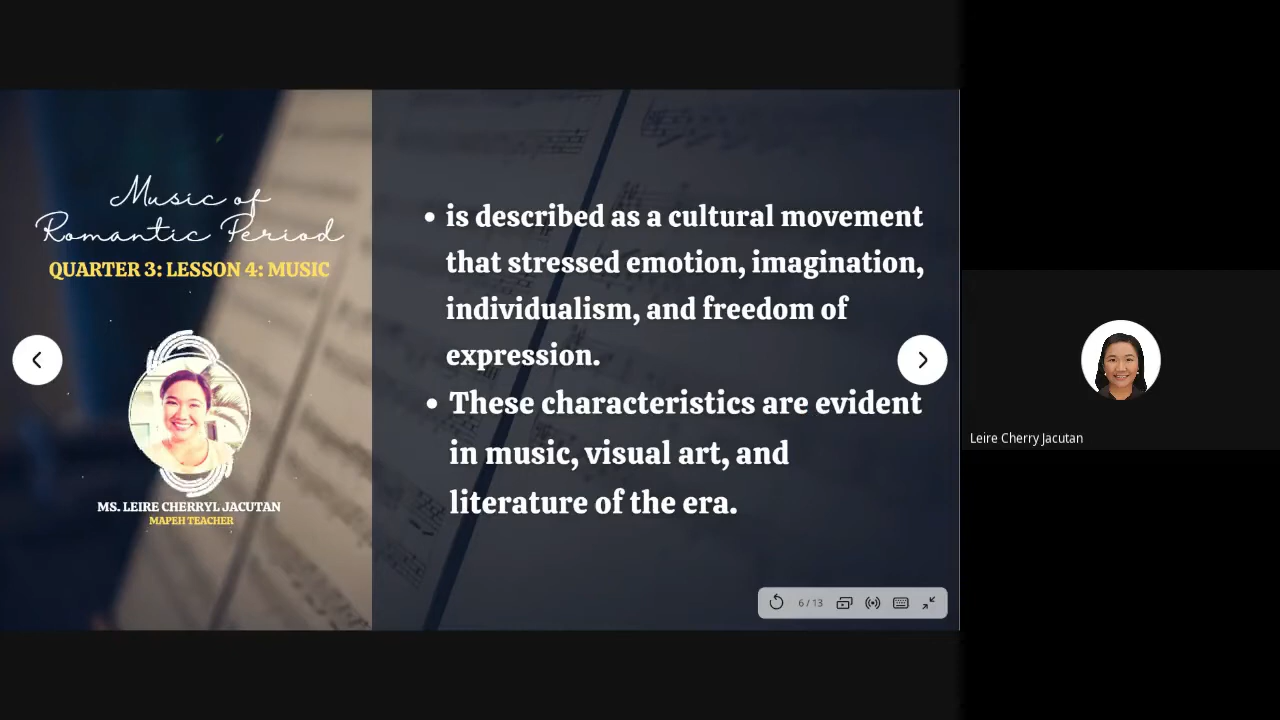 Music of
Romantic Period
QUARTER 3: LESSON 4: MUSIC
MS. LEIRE CHERRYL JACUTAN
MAPEH TEACHER
• is described as a cultural movement
that stressed emotion, imagination,
individualism, and freedom of
expression.
• These characteristics are evident
in music, visual art, and
literature of the era.
6 / 13
Leire Cherry Jacutan